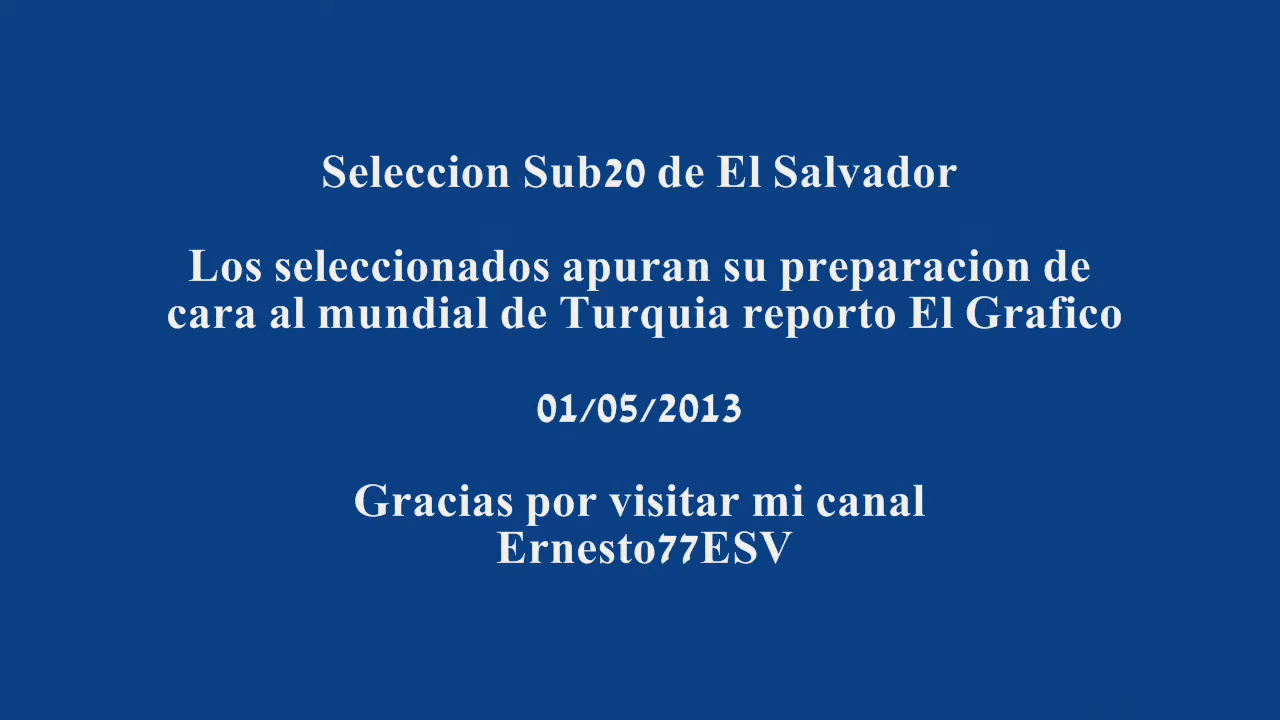 Seleccion Sub20 de El Salvador
Los seleccionados apuran su preparacion de
cara al mundial de Turquia reporto El Grafico
01/05/2013
Gracias por visitar mi canal
Ernesto77ESV